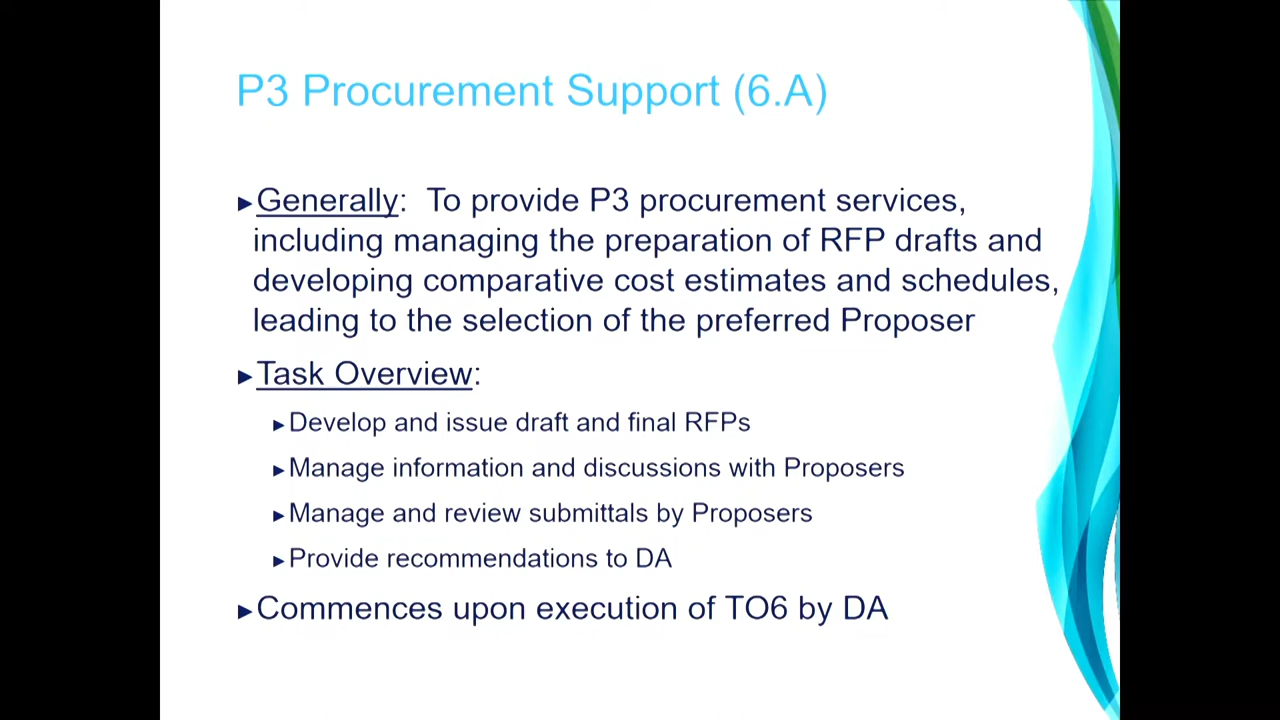 P3 Procurement Support (6.A)
►Generally: To provide P3 procurement services,
including managing the preparation of RFP drafts and
developing comparative cost estimates and schedules,
leading to the selection of the preferred Proposer
►Task Overview:
►Develop and issue draft and final RFPs
►Manage information and discussions with Proposers
►Manage and review submittals by Proposers
►Provide recommendations to DA
►Commences upon execution of TO6 by DA